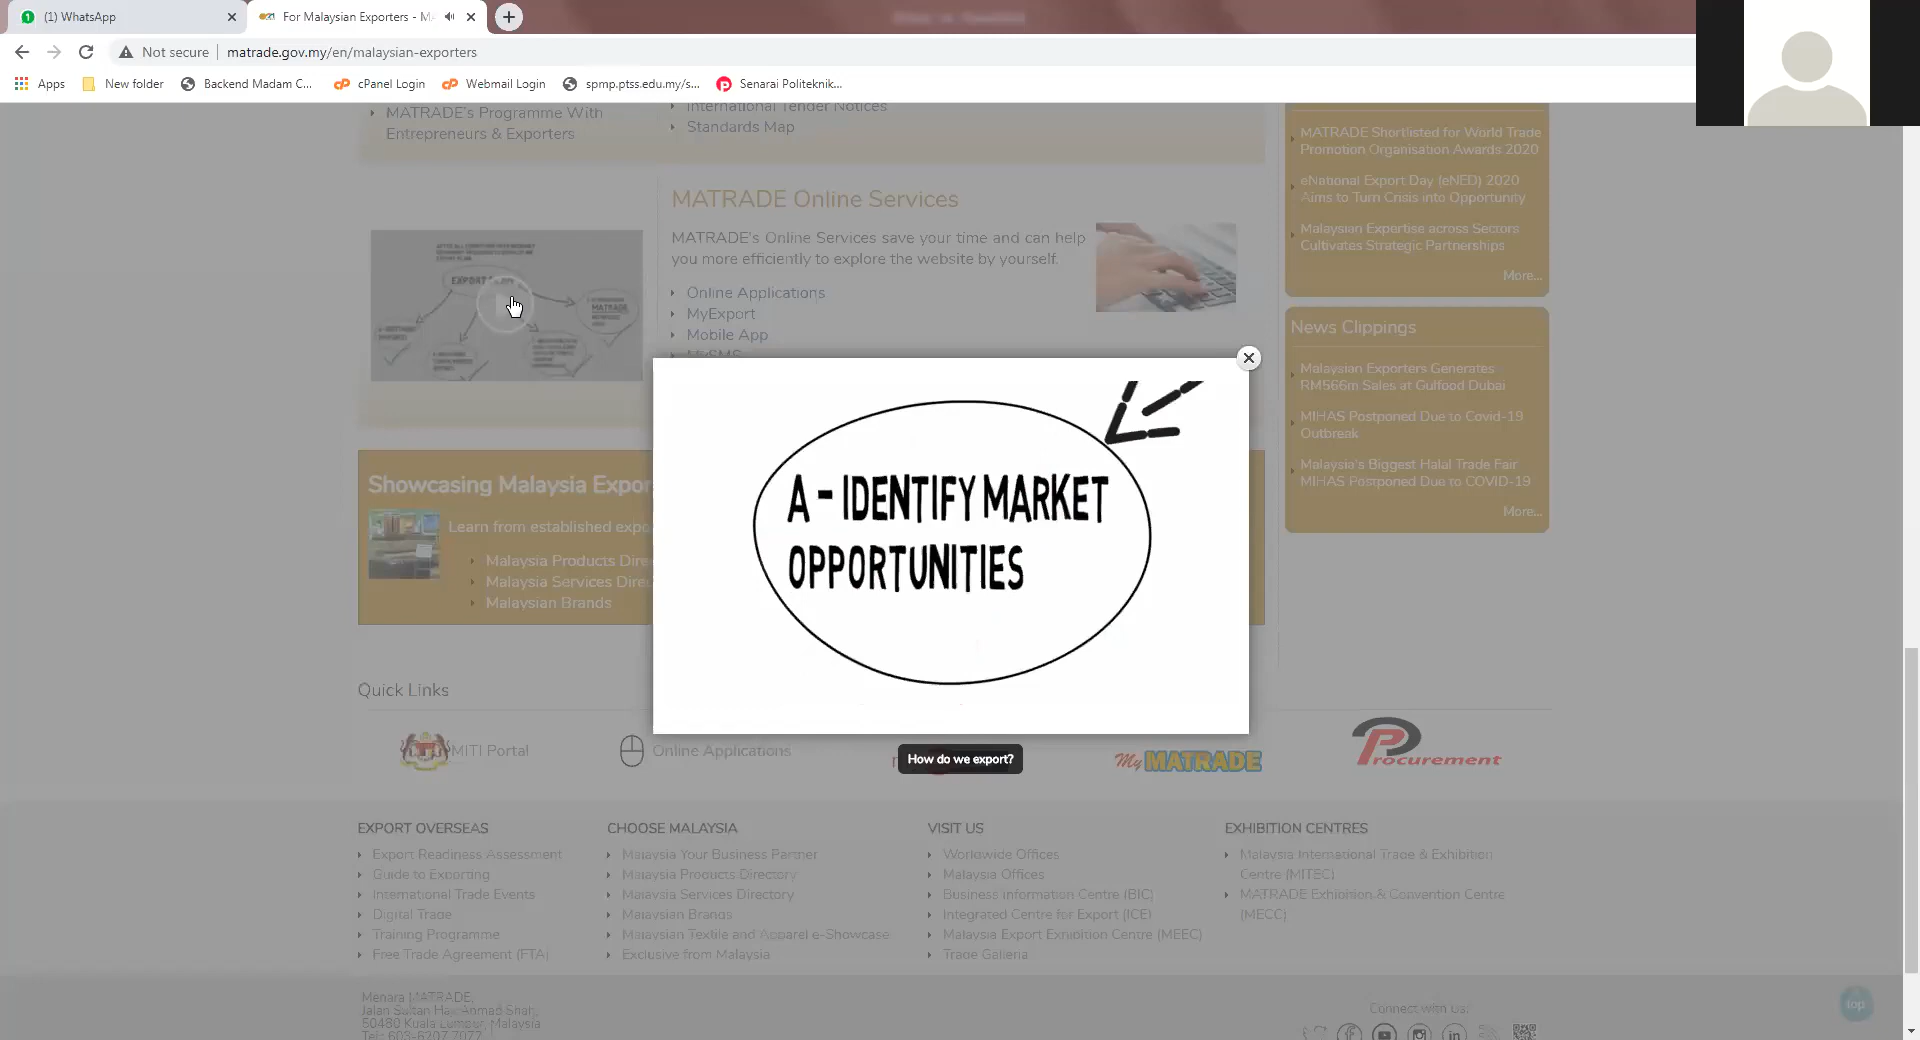 (1) WhatsApp
For Malaysian Exporters - MA
Not secure
matrade.gov.my/en/malaysian-exporters
Apps
New folder
Backend Madam C...
cPanel Login
Webmail Login
spmp.ptss.edu.my/s...
Senarai Politeknik...
MATRADE's Programme With
Entrepreneurs & Exporters
International Tender Notices
Standards Map
MATRADE Online Services
MATRADE's Online Services save your time and can help
you more efficiently to explore the website by yourself.
Online Applications
MyExport
Mobile App
MySMS
EXPORT
MATRADE
MATRADE Shortlisted for World Trade
Promotion Organisation Awards 2020
eNational Export Day (eNED) 2020
Aims to Turn Crisis into Opportunity
Malaysian Expertise across Sectors
Cultivates Strategic Partnerships
More...
News Clippings
Malaysian Exporters Generates
RM566m Sales at Gulfood Dubai
MIHAS Postponed Due to Covid-19
Outbreak
Malaysia's Biggest Halal Trade Fair
MIHAS Postponed Due to COVID-19
More...
A - IDENTIFY MARKET
OPPORTUNITIES
How do we export?
Showcasing Malaysia Expor
Learn from established expo
Malaysia Products Dire
Malaysia Services Dire
Malaysian Brands
Quick Links
MITI Portal
Online Applications
My MATRADE
Procurement
EXPORT OVERSEAS
Export Readiness Assessment
Guide to Exporting
International Trade Events
Digital Trade
Training Programme
Free Trade Agreement (FTA)
CHOOSE MALAYSIA
Malaysia Your Business Partner
Malaysia Products Directory
Malaysia Services Directory
Malaysian Brands
Malaysian Textile and Apparel e-Showcase
Exclusive from Malaysia
VISIT US
Worldwide Offices
Malaysia Offices
Business Information Centre (BIC)
Integrated Centre for Export (ICE)
Malaysia Export Exhibition Centre (MEEC)
Trade Galleria
EXHIBITION CENTRES
Malaysia International Trade & Exhibition
Centre (MITEC)
MATRADE Exhibition & Convention Centre
(MECC)
Menara MATRADE,
Jalan Sultan Haji Ahmad Shah,
50480 Kuala Lumpur, Malaysia
Tel: 603-6207 7077
Connect with Us:
top